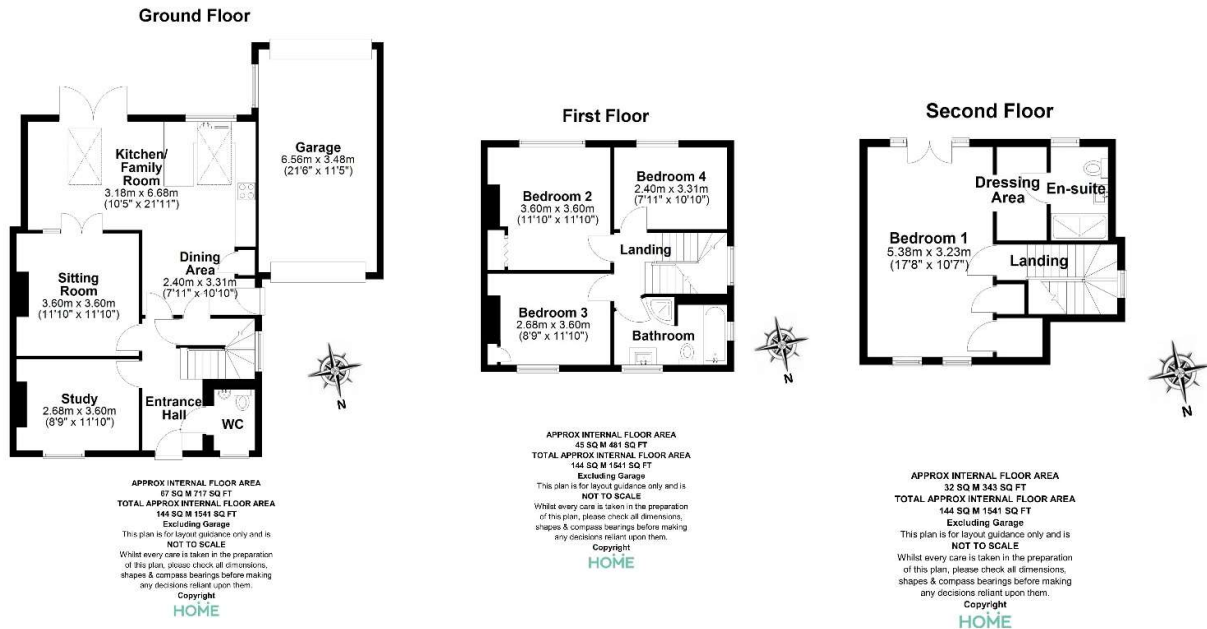 Ground Floor
Kitchen/
Family
Room
3.18m x 6.68m
(10'5" x 21'11")
Garage
6.56m x 3.48m
(21'6" x 11'5")
Dining
Area
2.40m x 3.31m
(7'11" x 10'10")
Sitting
Room
3.60m x 3.60m
(11'10" x 11'10")
Study
2.68m x 3.60m
(8'9" x 11'10")
Entrance
Hall
WC
N
APPROX INTERNAL FLOOR AREA
67 SQ M 717 SQ FT
TOTAL APPROX INTERNAL FLOOR AREA
144 SQ M 1541 SQ FT
Excluding Garage
This plan is for layout guidance only and is
NOT TO SCALE
Whilst every care is taken in the preparation
of this plan, please check all dimensions,
shapes & compass bearings before making
any decisions reliant upon them.
Copyright
HOME
First Floor
Bedroom 2
3.60m x 3.60m
(11'10" x 11'10")
Bedroom 4
2.40m x 3.31m
(7'11" x 10'10")
Landing
Bedroom 3
2.68m x 3.60m
(8'9" x 11'10")
Bathroom
N
APPROX INTERNAL FLOOR AREA
45 SQ M 481 SQ FT
TOTAL APPROX INTERNAL FLOOR AREA
144 SQ M 1541 SQ FT
Excluding Garage
This plan is for layout guidance only and is
NOT TO SCALE
Whilst every care is taken in the preparation
of this plan, please check all dimensions,
shapes & compass bearings before making
any decisions reliant upon them.
Copyright
HOME
Second Floor
Dressing
Area
En-suite
Bedroom 1
5.38m x 3.23m
(17'8" x 10'7")
Landing
N
APPROX INTERNAL FLOOR AREA
32 SQ M 343 SQ FT
TOTAL APPROX INTERNAL FLOOR AREA
144 SQ M 1541 SQ FT
Excluding Garage
This plan is for layout guidance only and is
NOT TO SCALE
Whilst every care is taken in the preparation
of this plan, please check all dimensions,
shapes & compass bearings before making
any decisions reliant upon them.
Copyright
HOME